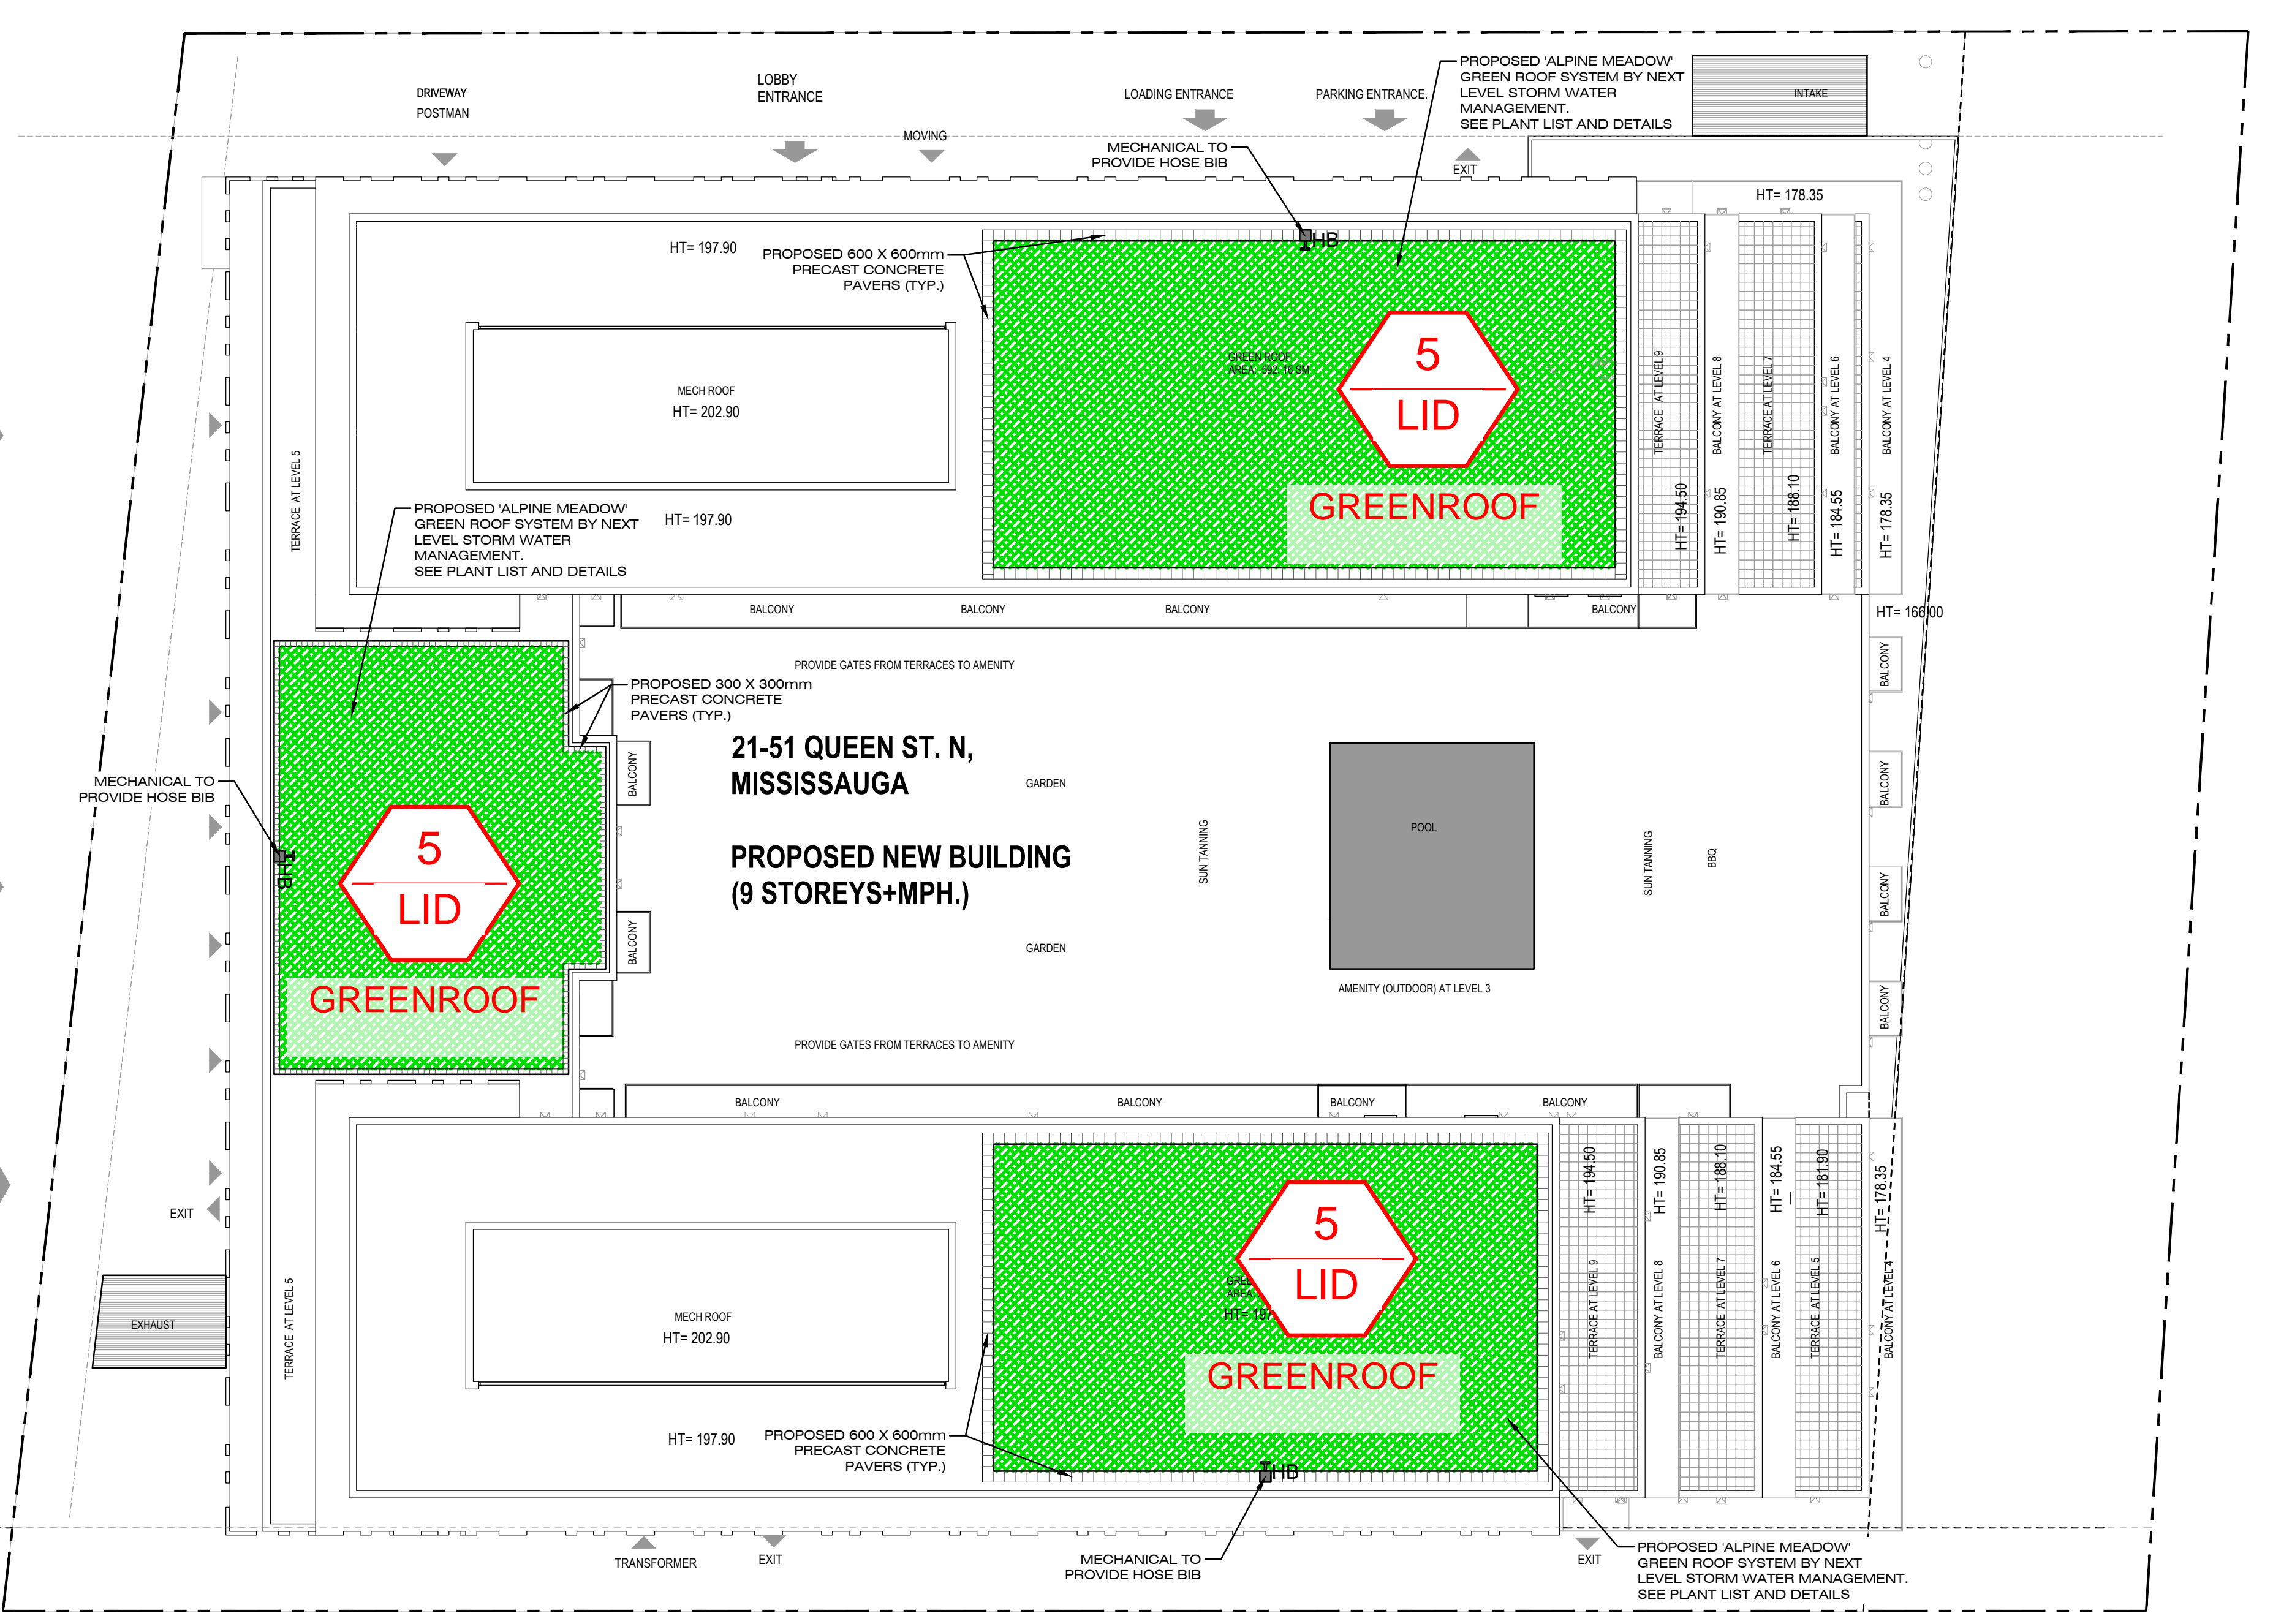 PROPOSED 'ALPINE MEADOW'
GREEN ROOF SYSTEM BY NEXT
LEVEL STORM WATER
MANAGEMENT.
SEE PLANT LIST AND DETAILS
LOBBY
ENTRANCE
DRIVEWAY
POSTMAN
LOADING ENTRANCE
PARKING ENTRANCE.
INTAKE
MOVING
MECHANICAL TO
PROVIDE HOSE BIB
EXIT
HT= 178.35
HB
HT= 197.90
PROPOSED 600 X 600mm
PRECAST CONCRETE
PAVERS (TYP.)
GREEN ROOF
AREA: 592.16 SM
5
LID
GREENROOF
MECH ROOF
HT= 202.90
HT= 197.90
TERRACE AT LEVEL 5
TERRACE AT LEVEL 9
HT= 194.50
BALCONY AT LEVEL 8
HT= 190.85
TERRACE AT LEVEL 7
HT= 188.10
BALCONY AT LEVEL 6
HT= 184.55
BALCONY AT LEVEL 4
HT= 178.35
PROPOSED 'ALPINE MEADOW'
GREEN ROOF SYSTEM BY NEXT
LEVEL STORM WATER
MANAGEMENT.
SEE PLANT LIST AND DETAILS
BALCONY
BALCONY
BALCONY
BALCONY
HT= 166.00
PROVIDE GATES FROM TERRACES TO AMENITY
BALCONY
PROPOSED 300 X 300mm
PRECAST CONCRETE
PAVERS (TYP.)
21-51 QUEEN ST. N,
MISSISSAUGA
GARDEN
BALCONY
BALCONY
MECHANICAL TO
PROVIDE HOSE BIB
HB
5
LID
GREENROOF
PROPOSED NEW BUILDING
(9 STOREYS+MPH.)
SUN TANNING
POOL
SUN TANNING
BBQ
BALCONY
BALCONY
GARDEN
AMENITY (OUTDOOR) AT LEVEL 3
BALCONY
PROVIDE GATES FROM TERRACES TO AMENITY
BALCONY
BALCONY
BALCONY
BALCONY
HT= 194.50
HT= 190.85
HT= 188.10
HT= 184.55
HT= 181.90
HT= 178.35
EXIT
5
LID
GREENROOF
HT= 197
TERRACE AT LEVEL 5
MECH ROOF
HT= 202.90
EXHAUST
TERRACE AT LEVEL 9
BALCONY AT LEVEL 8
TERRACE AT LEVEL 7
BALCONY AT LEVEL 6
TERRACE AT LEVEL 5
BALCONY AT LEVEL 4
HT= 197.90
PROPOSED 600 X 600mm
PRECAST CONCRETE
PAVERS (TYP.)
HB
TRANSFORMER
EXIT
MECHANICAL TO
PROVIDE HOSE BIB
EXIT
PROPOSED 'ALPINE MEADOW'
GREEN ROOF SYSTEM BY NEXT
LEVEL STORM WATER MANAGEMENT.
SEE PLANT LIST AND DETAILS